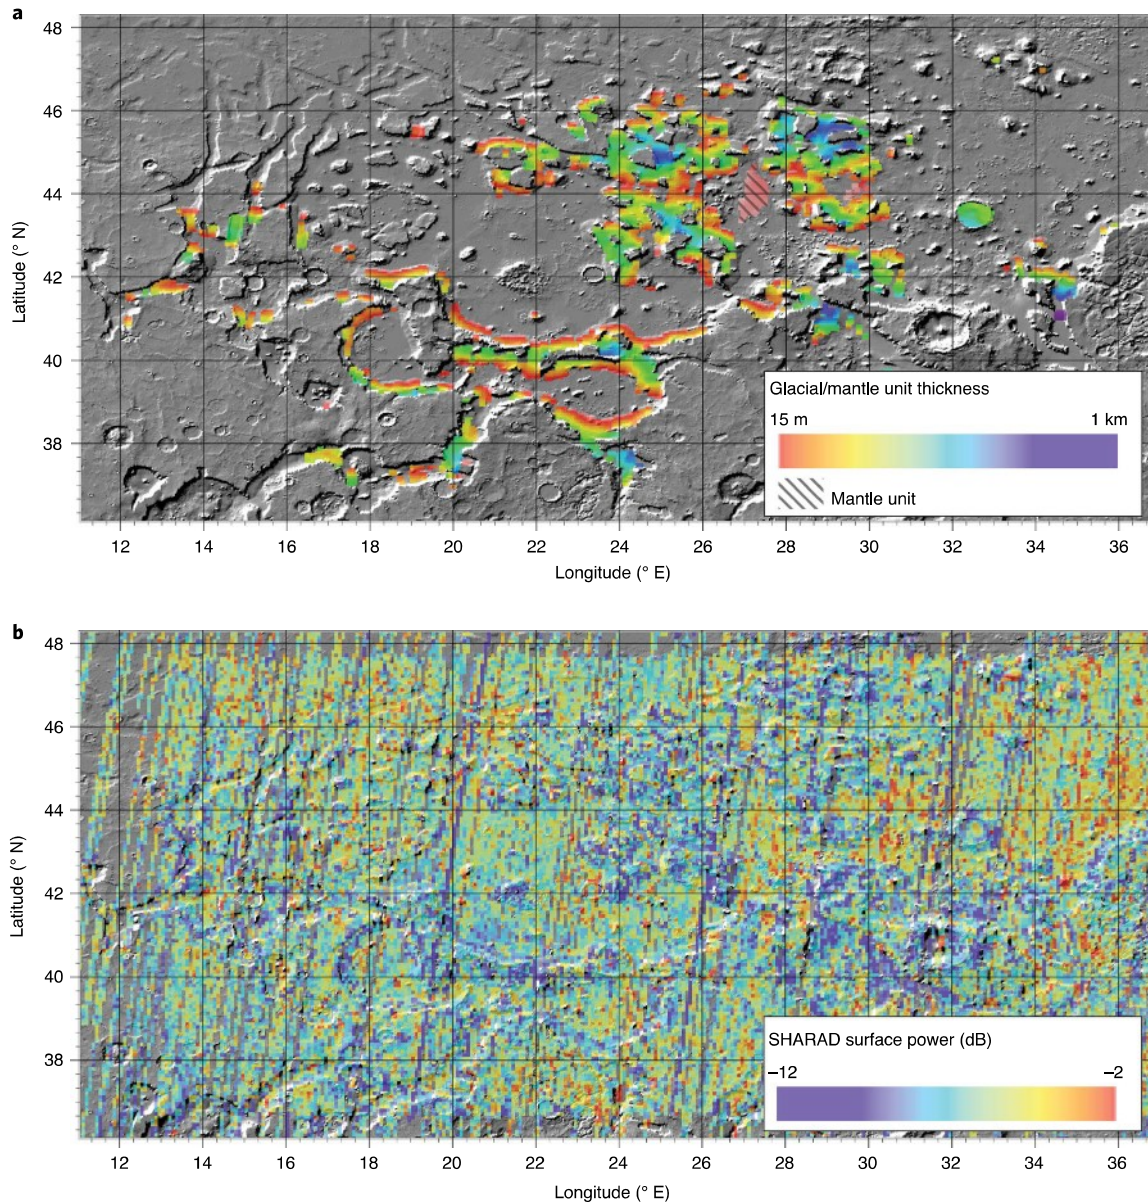 a
48
46
44
42
40
38
Latitude (° N)
Glacial/mantle unit thickness
15 m 1 km
Mantle unit
12 14 16 18 20 22 24 26 28 30 32 34 36
Longitude (° E)
b
48
46
44
42
40
38
Latitude (° N)
SHARAD surface power (dB)
–12 –2
12 14 16 18 20 22 24 26 28 30 32 34 36
Longitude (° E)